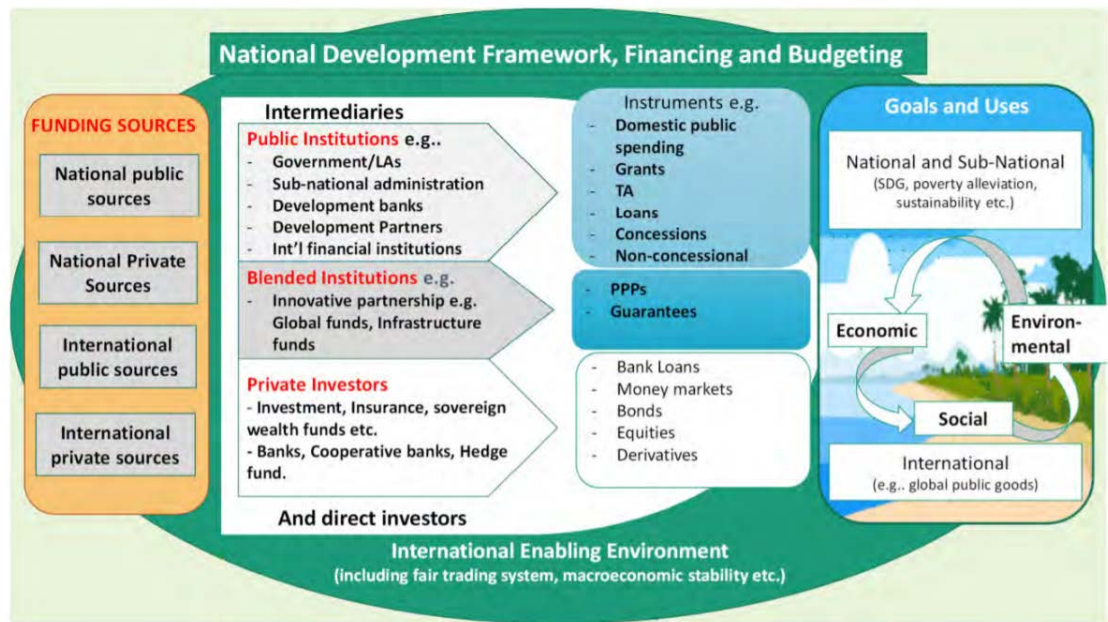 National Development Framework, Financing and Budgeting
FUNDING SOURCES
National public
sources
National Private
Sources
International
public sources
International
private sources
Intermediaries
Public Institutions e.g..
- Government/LAs
- Sub-national administration
- Development banks
- Development Partners
- Int'l financial institutions
Blended Institutions e.g.
- Innovative partnership e.g.
Global funds, Infrastructure
funds
Private Investors
- Investment, Insurance, sovereign
wealth funds etc.
- Banks, Cooperative banks, Hedge
fund.
And direct investors
Instruments e.g.
- Domestic public
spending
- Grants
- TA
- Loans
- Concessions
- Non-concessional
- PPPs
- Guarantees
- Bank Loans
- Money markets
- Bonds
- Equities
- Derivatives
Goals and Uses
National and Sub-National
(SDG, poverty alleviation,
sustainability etc.)
Economic
Environ-
mental
Social
International
(e.g.. global public goods)
International Enabling Environment
(including fair trading system, macroeconomic stability etc.)